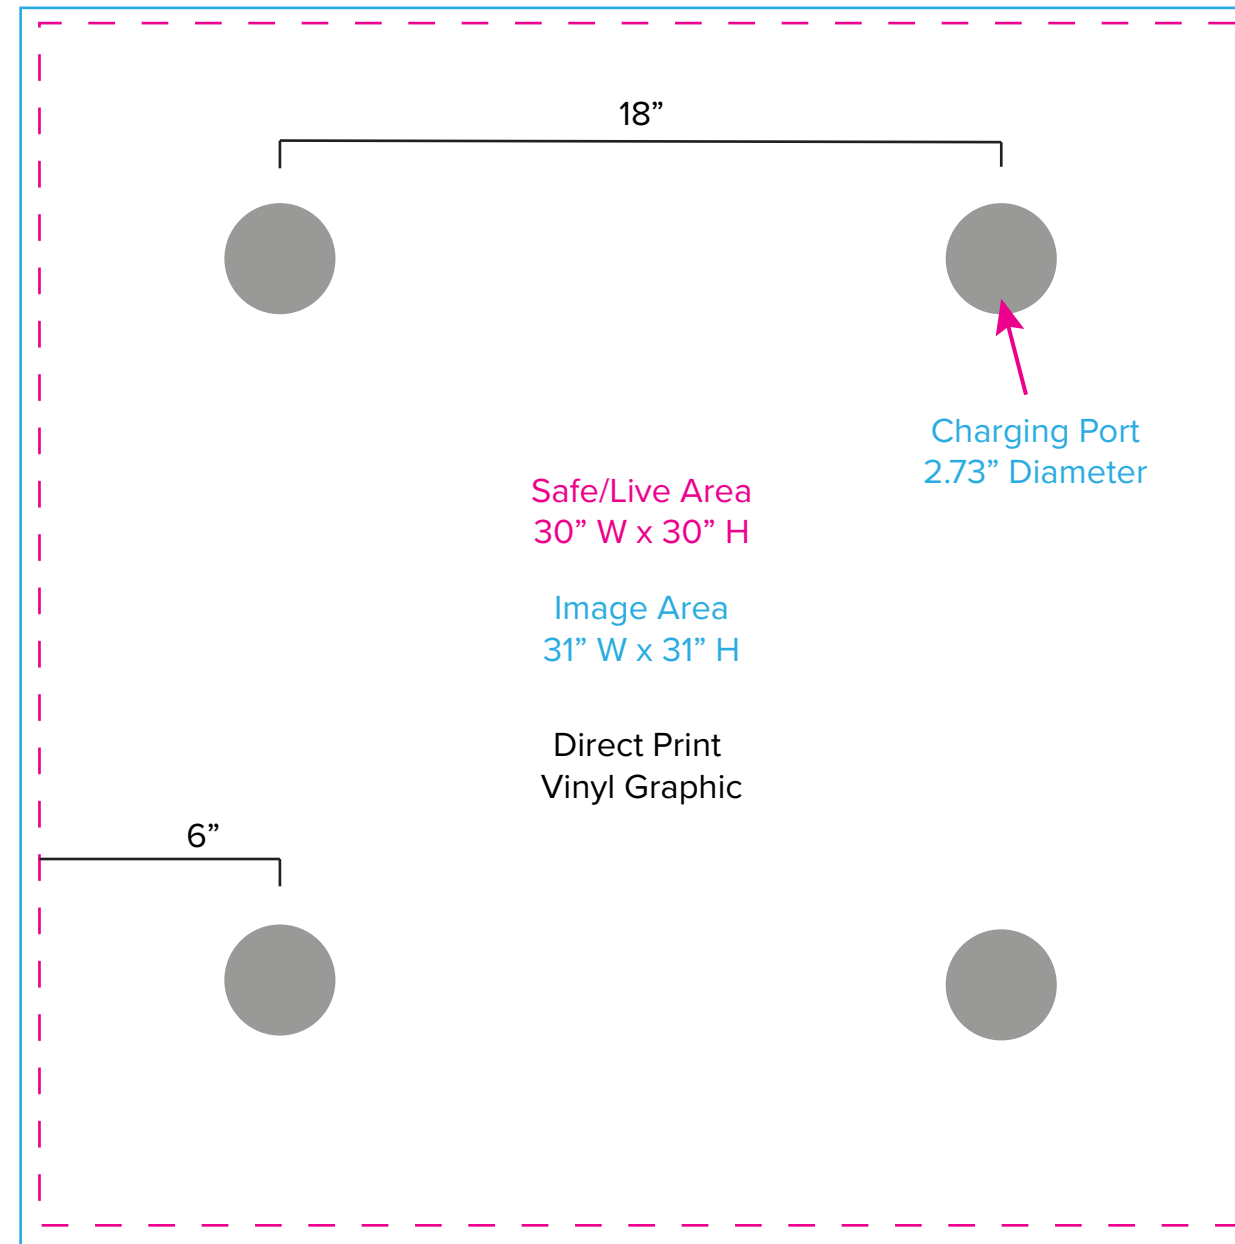 18”
Charging Port
2.73” Diameter
Safe/Live Area
30” W x 30” H
Image Area
31” W x 31” H
Direct Print
Vinyl Graphic
6”